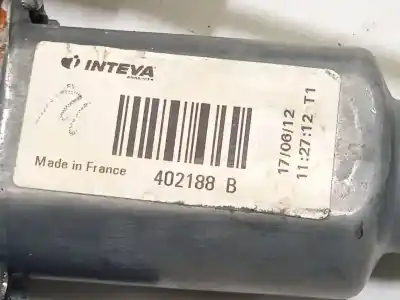 INTEVA
Made in France
402188 B
17/06/12
11:27:12 T1